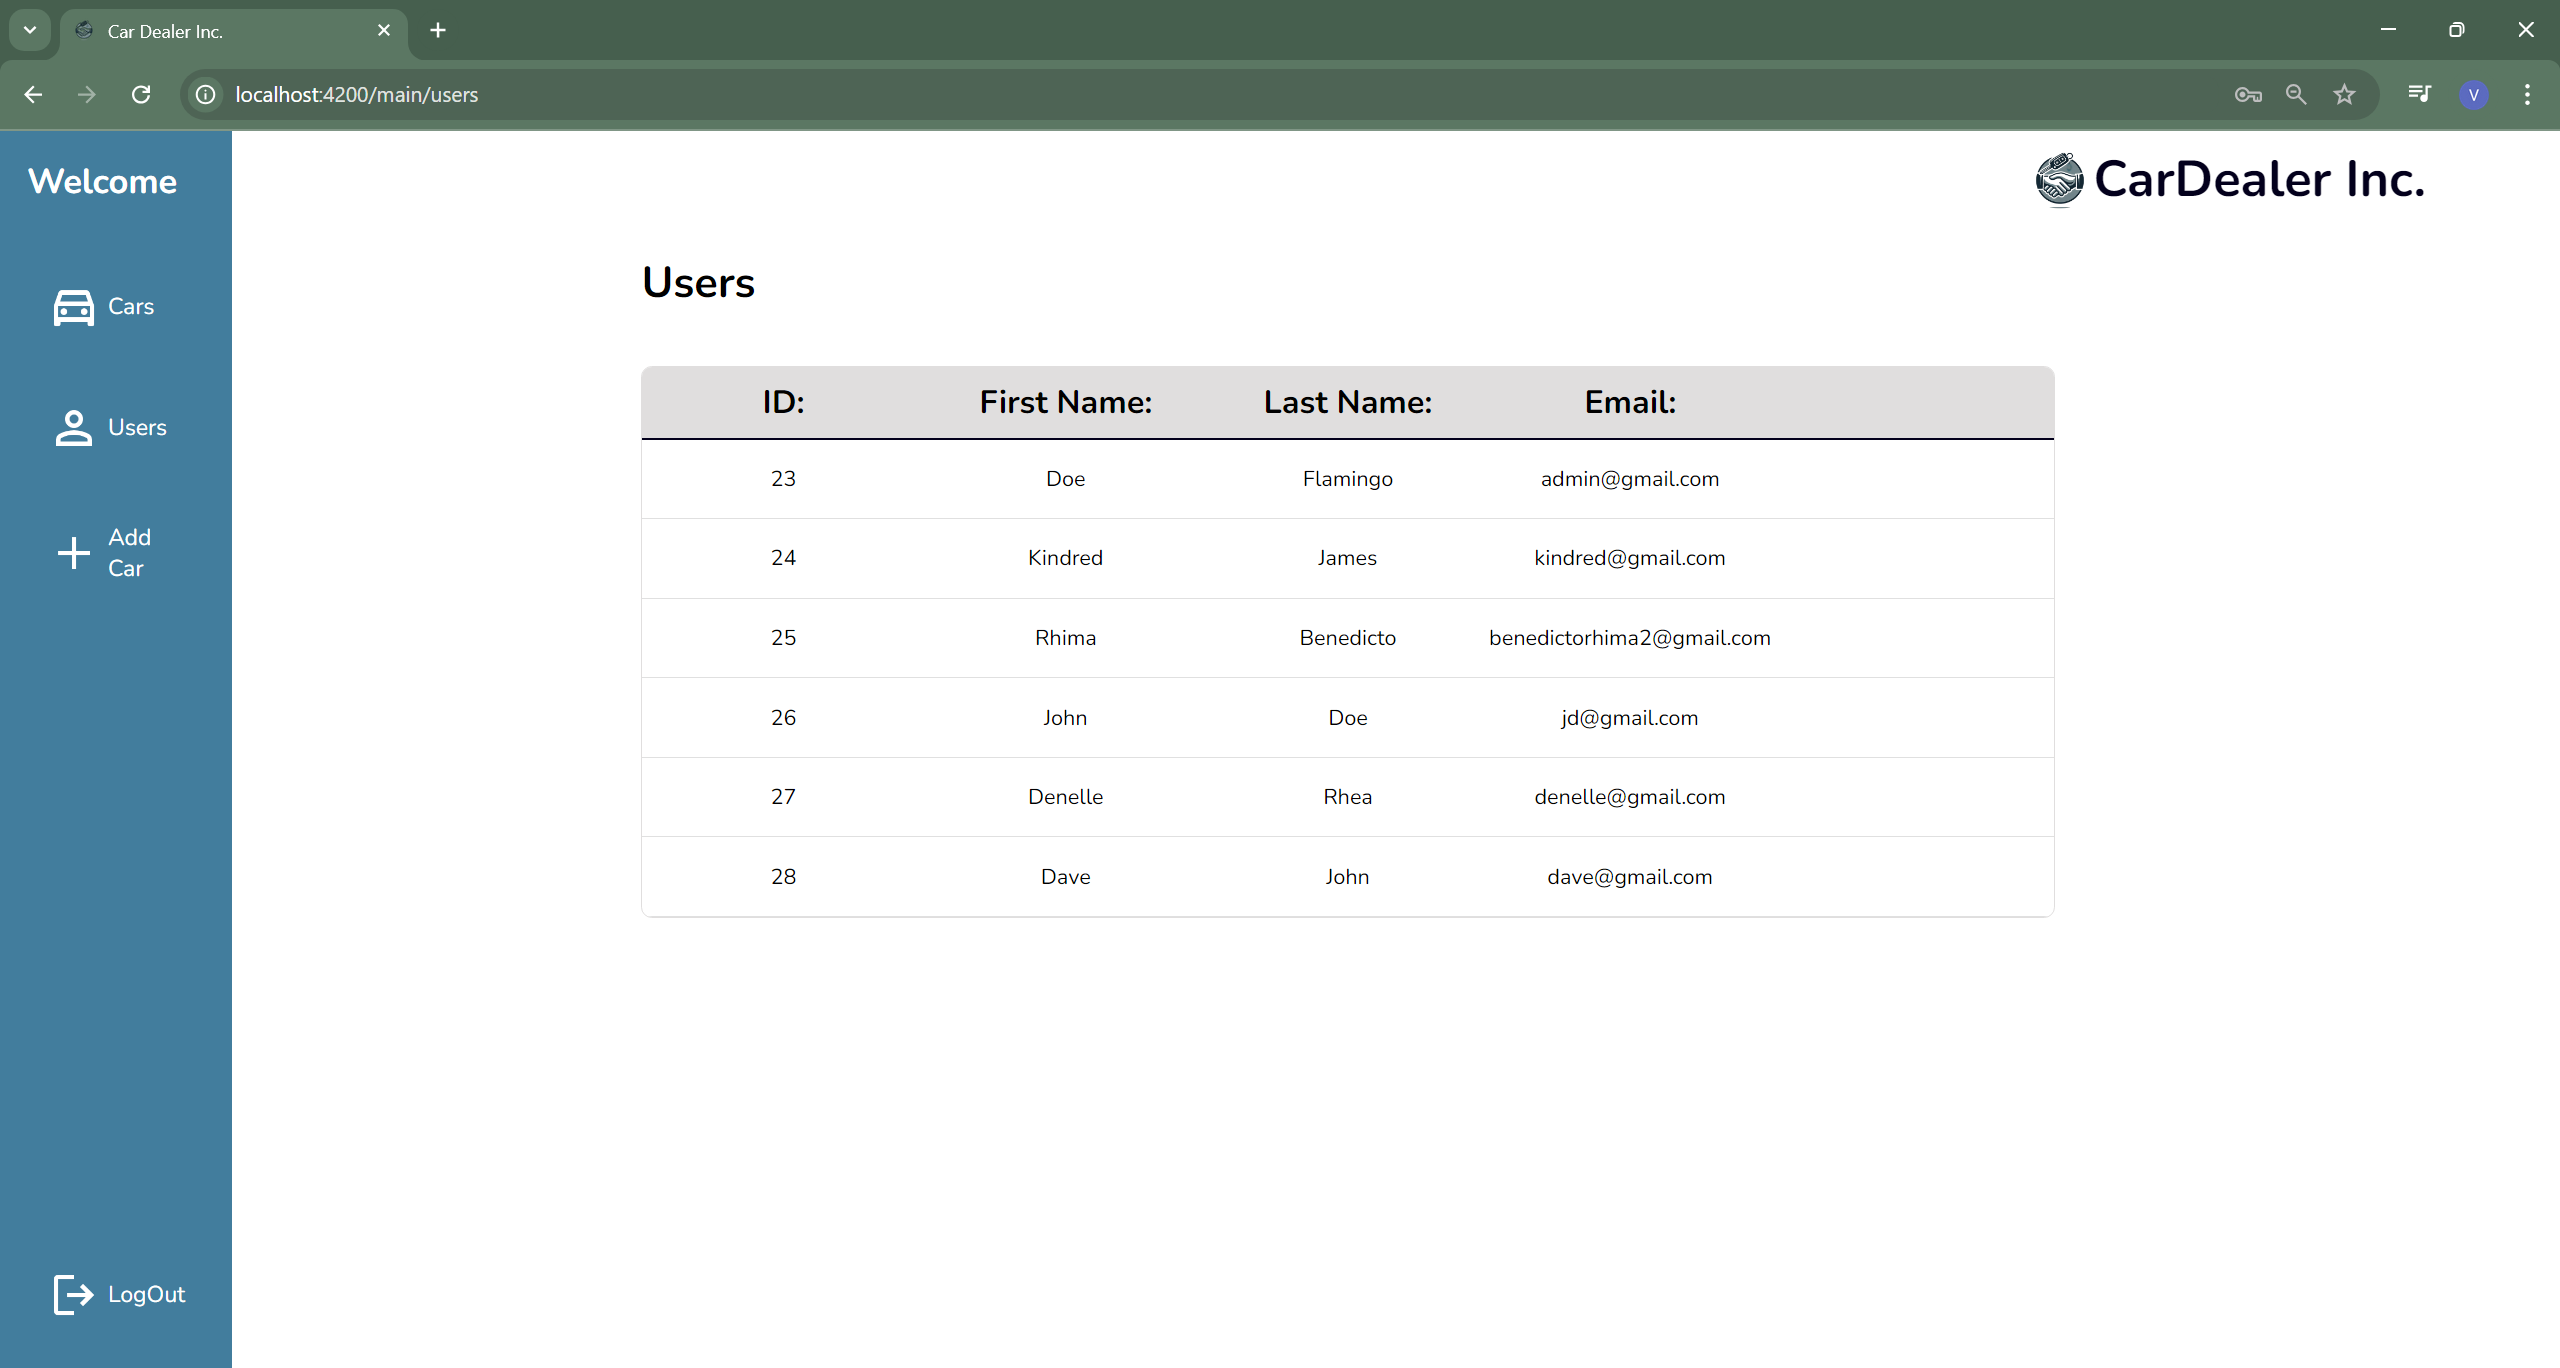 Car Dealer Inc.
localhost:4200/main/users
V
Welcome
CarDealer Inc.
Cars
Users
Add
Car
LogOut
Users
ID: First Name: Last Name: Email:
23 Doe Flamingo admin@gmail.com
24 Kindred James kindred@gmail.com
25 Rhima Benedicto benedictorhima2@gmail.com
26 John Doe jd@gmail.com
27 Denelle Rhea denelle@gmail.com
28 Dave John dave@gmail.com